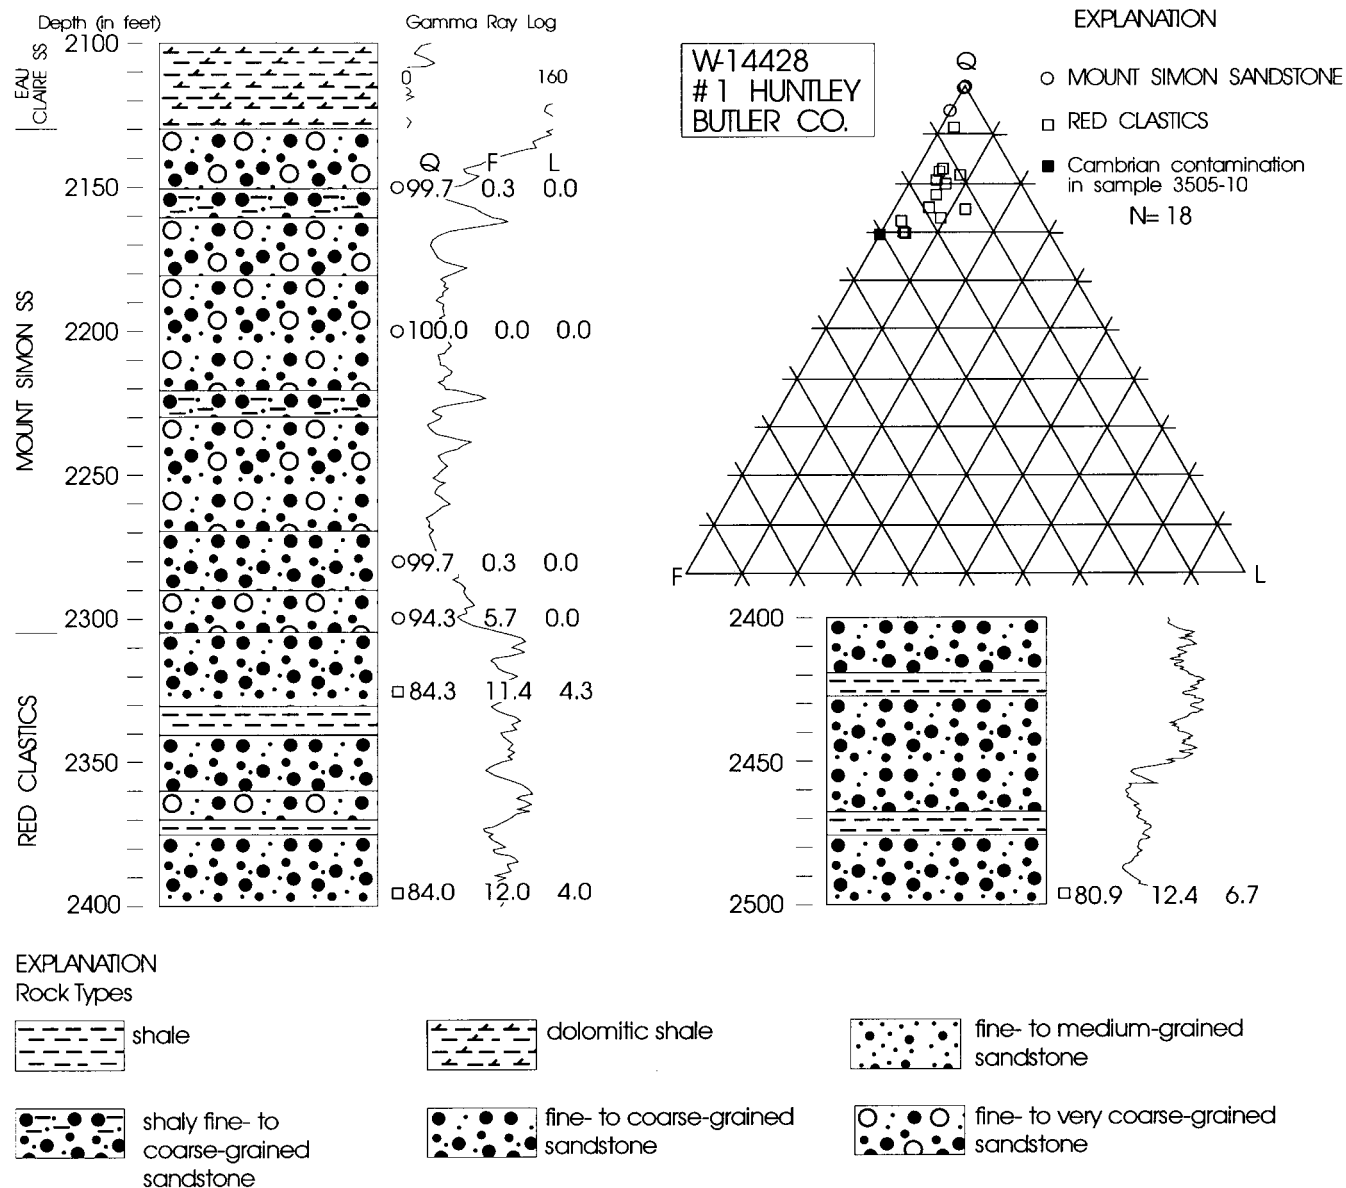 Depth (in feet)
Gamma Ray Log
0
160
EAU
CLAIRE SS
MOUNT SIMON SS
RED CLASTICS
2100
2150
2200
2250
2300
2350
2400
Q F L
99.7 0.3 0.0
100.0 0.0 0.0
99.7 0.3 0.0
94.3 5.7 0.0
84.3 11.4 4.3
84.0 12.0 4.0
W-14428
# 1 HUNTLEY
BUTLER CO.
EXPLANATION
MOUNT SIMON SANDSTONE
RED CLASTICS
Cambrian contamination
in sample 3505-10
N= 18
Q
F
L
2400
2450
2500
80.9 12.4 6.7
EXPLANATION
Rock Types
shale
dolomitic shale
fine- to medium-grained
sandstone
shaly fine- to
coarse-grained
sandstone
fine- to coarse-grained
sandstone
fine- to very coarse-grained
sandstone